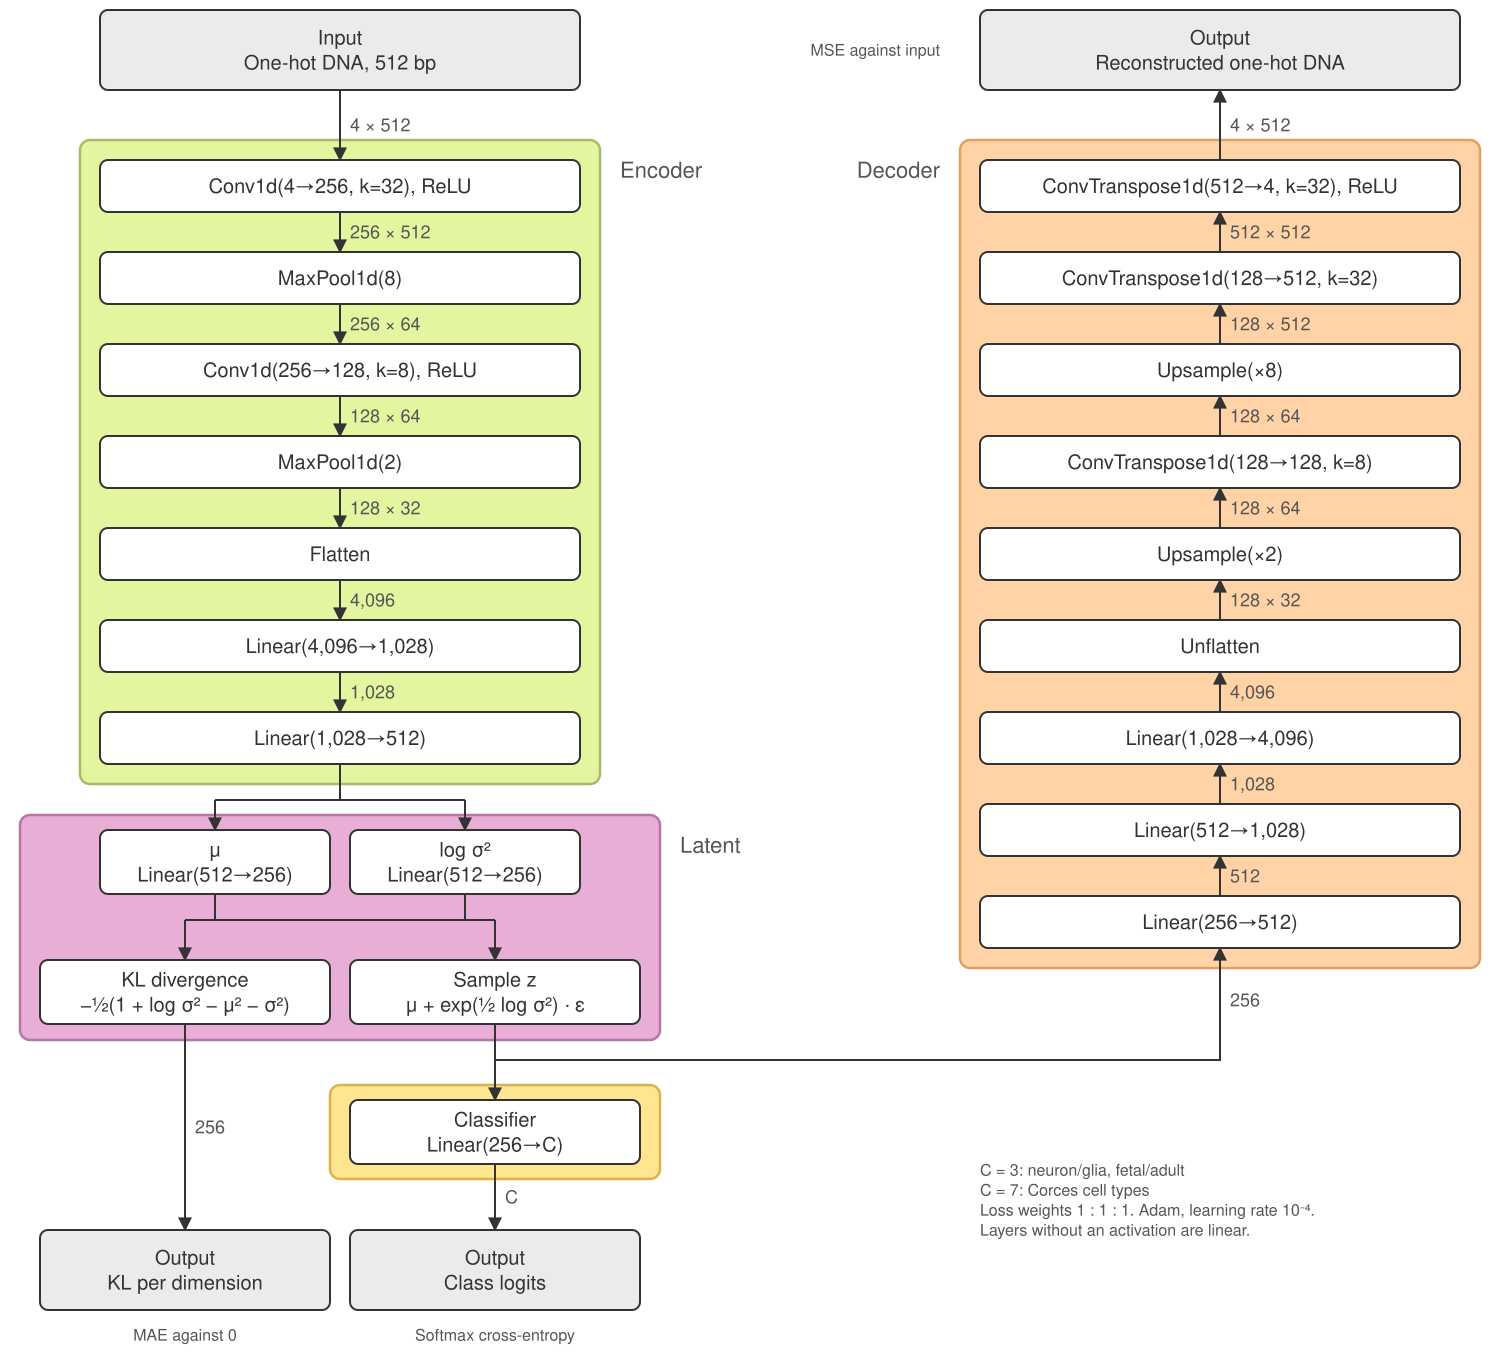 Input
One-hot DNA, 512 bp
4 × 512
Encoder
Conv1d(4→256, k=32), ReLU
256 × 512
MaxPool1d(8)
256 × 64
Conv1d(256→128, k=8), ReLU
128 × 64
MaxPool1d(2)
128 × 32
Flatten
4,096
Linear(4,096→1,028)
1,028
Linear(1,028→512)
Latent
μ
Linear(512→256)
log σ²
Linear(512→256)
KL divergence
−½(1 + log σ² − μ² − σ²)
Sample z
μ + exp(½ log σ²) · ε
256
Classifier
Linear(256→C)
C
Output
KL per dimension
MAE against 0
Output
Class logits
Softmax cross-entropy
MSE against input
Output
Reconstructed one-hot DNA
4 × 512
Decoder
ConvTranspose1d(512→4, k=32), ReLU
512 × 512
ConvTranspose1d(128→512, k=32)
128 × 512
Upsample(×8)
128 × 64
ConvTranspose1d(128→128, k=8)
128 × 64
Upsample(×2)
128 × 32
Unflatten
4,096
Linear(1,028→4,096)
1,028
Linear(512→1,028)
512
Linear(256→512)
256
C = 3: neuron/glia, fetal/adult
C = 7: Corces cell types
Loss weights 1 : 1 : 1. Adam, learning rate 10⁻⁴.
Layers without an activation are linear.